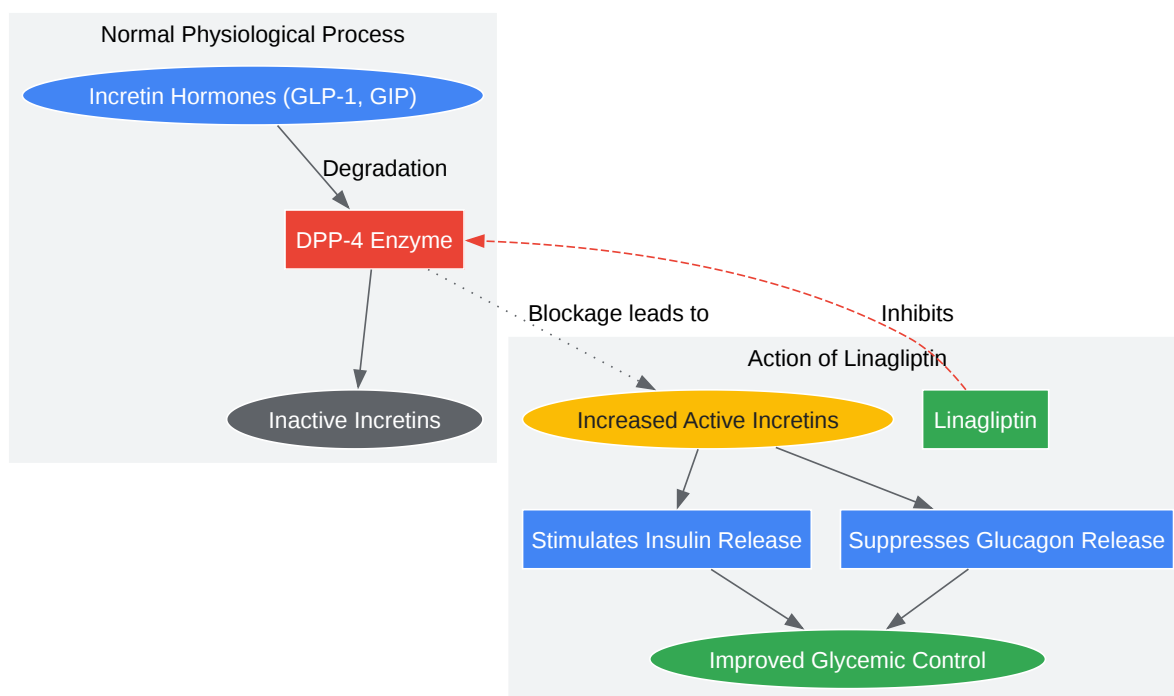 Normal Physiological Process
Incretin Hormones (GLP-1, GIP)
Degradation
DPP-4 Enzyme
Blockage leads to
Inhibits
Action of Linagliptin
Inactive Incretins
Increased Active Incretins
Linagliptin
Stimulates Insulin Release
Suppresses Glucagon Release
Improved Glycemic Control